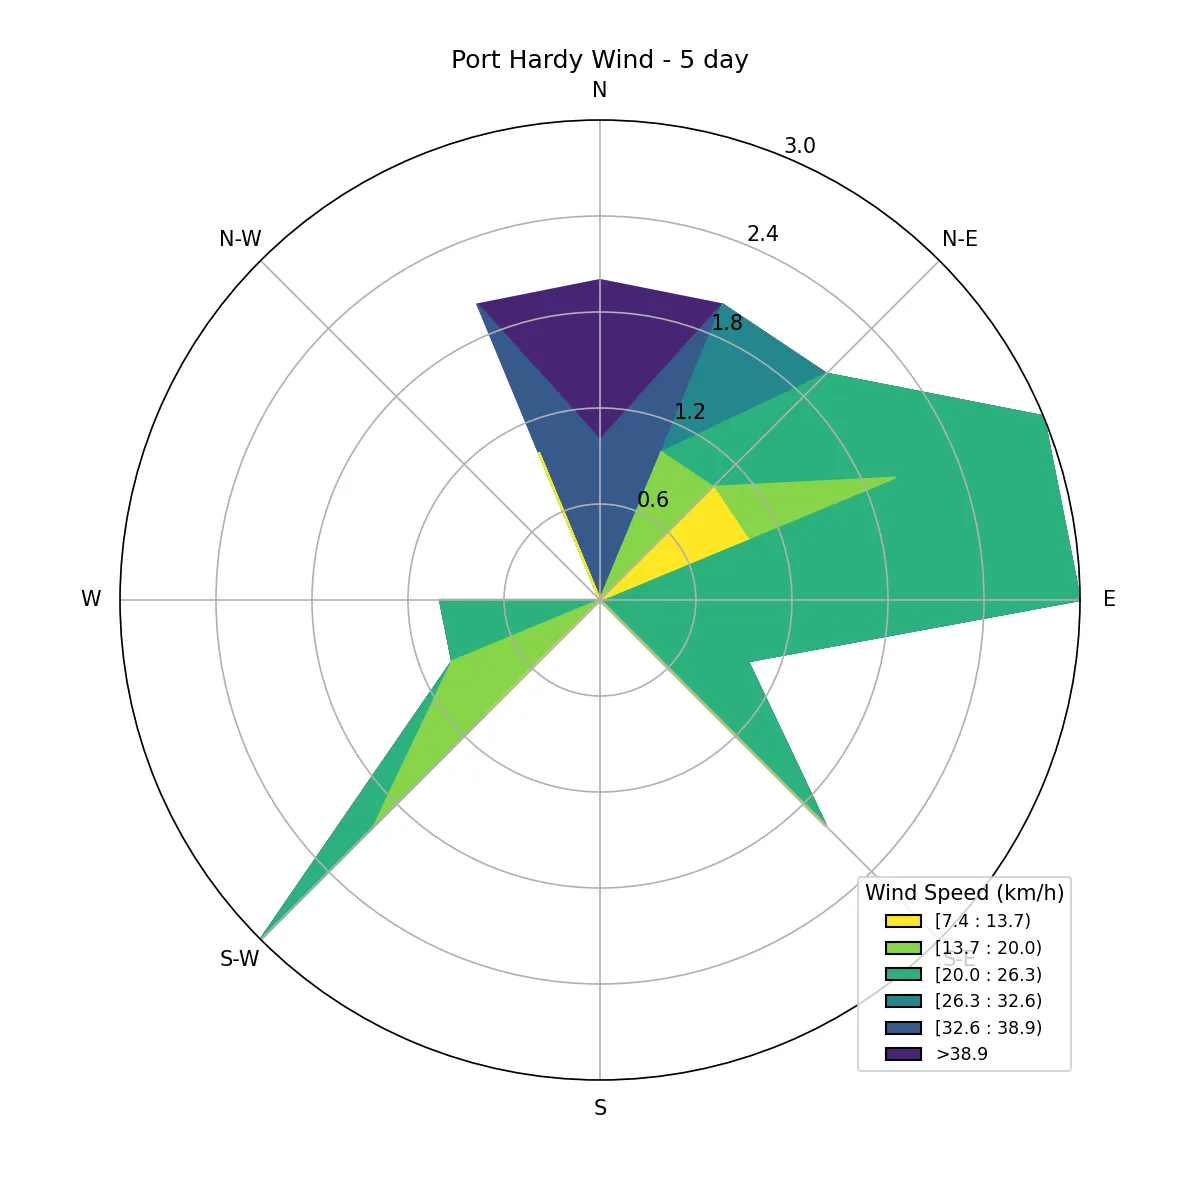 Port Hardy Wind - 5 day
N
3.0
N-W
2.4
N-E
1.8
1.2
0.6
W
E
Wind Speed (km/h)
[7.4 : 13.7)
[13.7 : 20.0)
S-W
S-E
[20.0 : 26.3)
[26.3 : 32.6)
[32.6 : 38.9)
>38.9
S